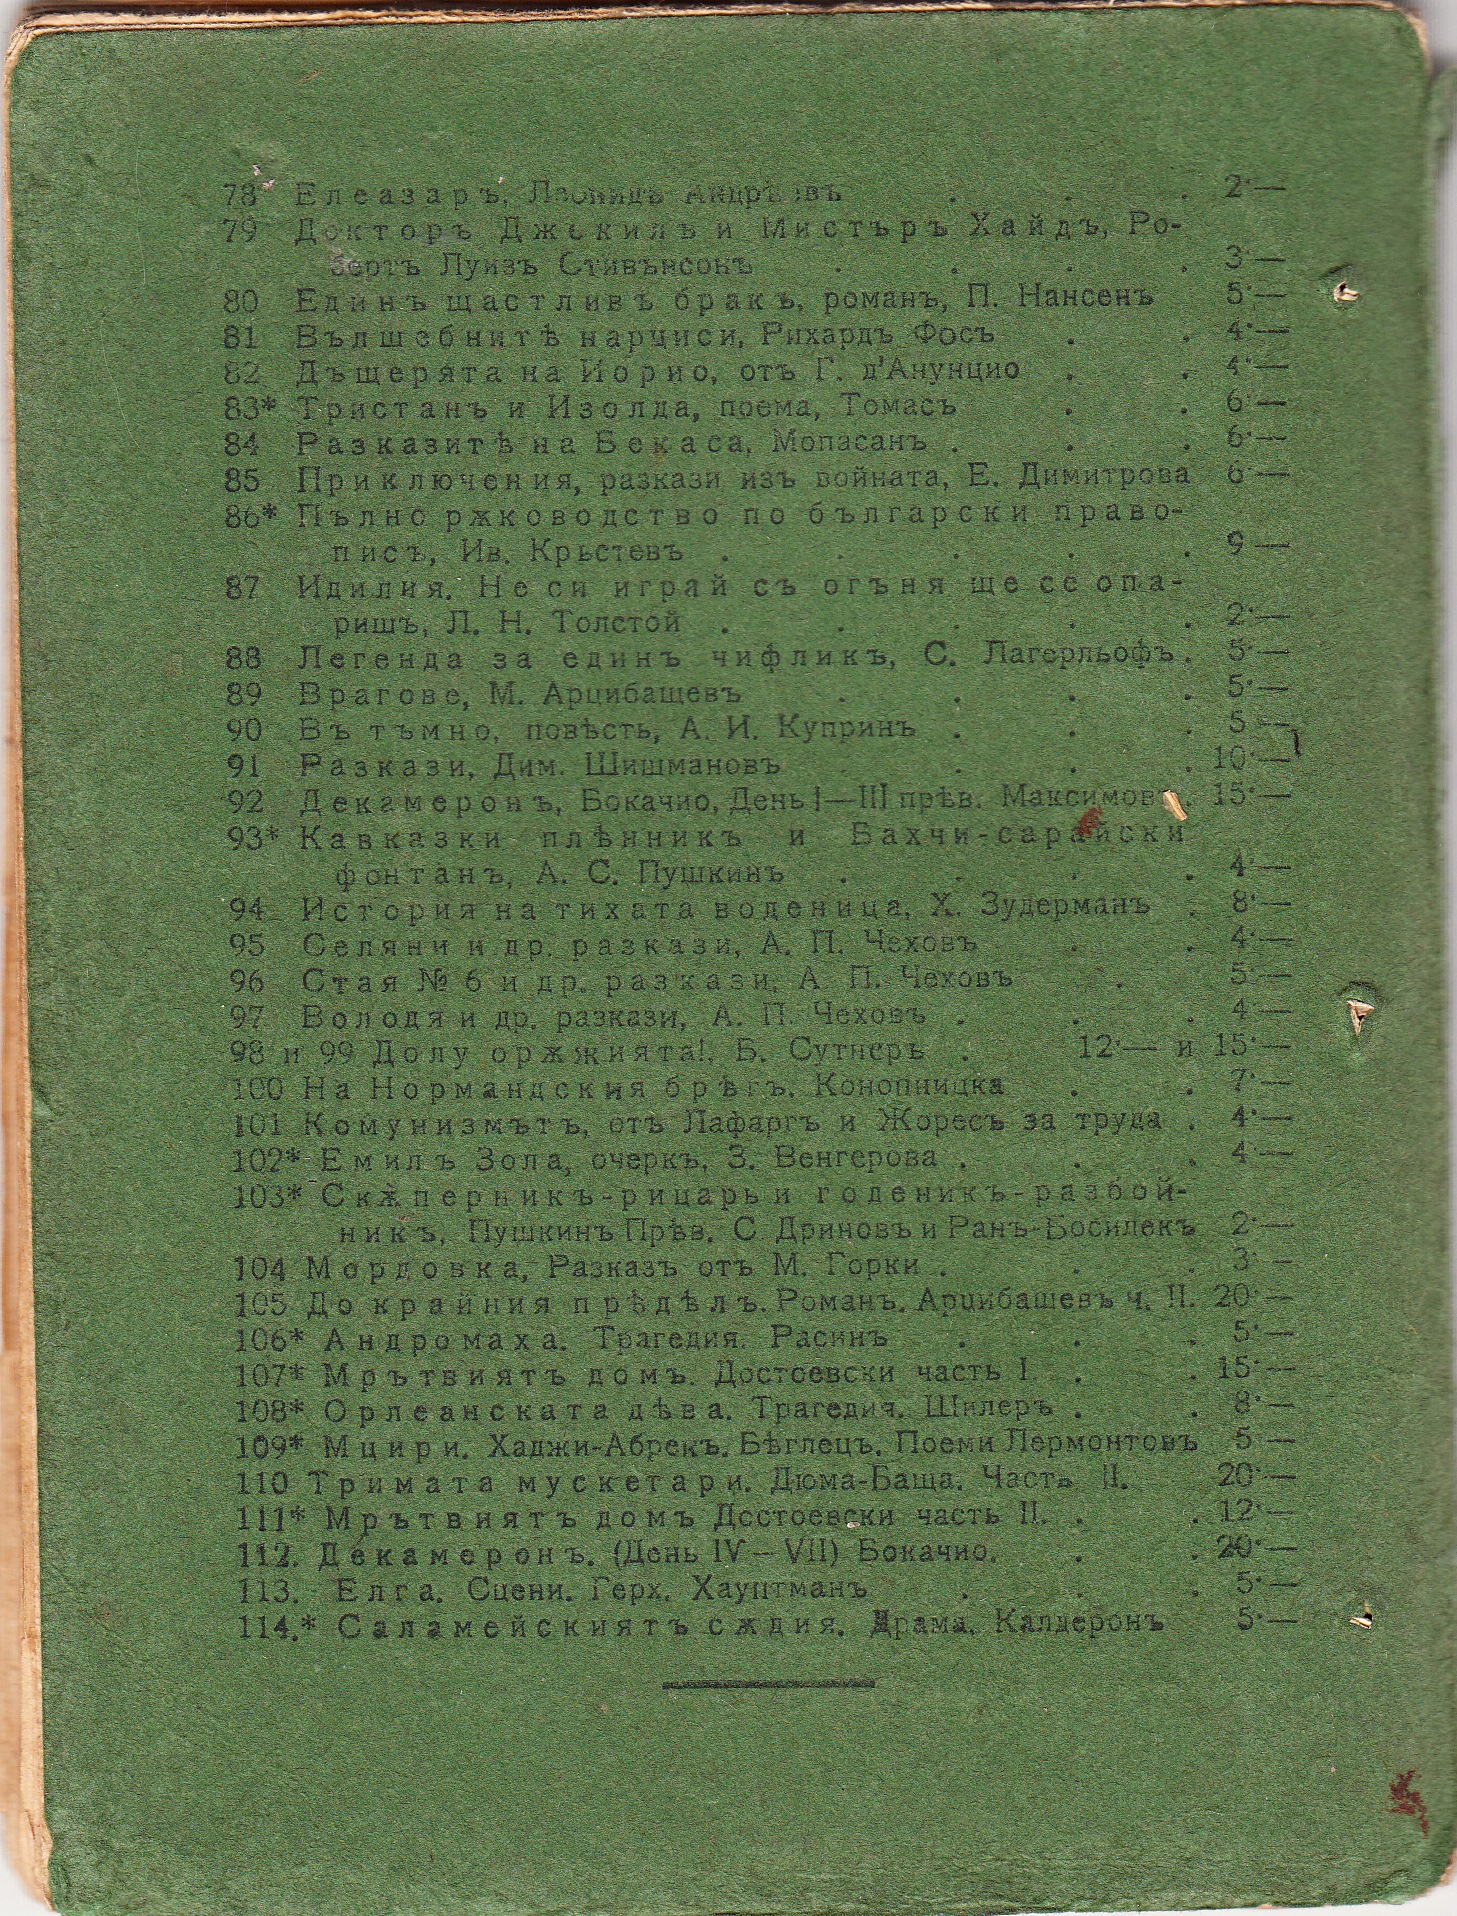 78* Елеазаръ, Леонидъ Андрѣевъ . . . 2·—
79 Докторъ Джекилъ и Мистъръ Хайдъ, Ро-
бертъ Луизъ Стивънсонъ . . . . 3·—
80 Единъ щастливъ бракъ, романъ, П. Нансенъ 5·—
81 Вълшебнитѣ нарциси, Рихардъ Фосъ . . 4·—
82 Дъщерята на Йорио, отъ Г. д'Анунцио . . 4·—
83* Тристанъ и Изолда, поема, Томасъ . . 6·—
84 Разказитѣ на Бекаса, Мопасанъ . . . 6·—
85 Приключения, разкази изъ войната, Е. Димитрова 6·—
86* Пълно рѫководство по български право-
писъ, Ив. Кръстевъ . . . . . 9—
87 Идилия. Не си играй съ огъня ще се опа-
ришъ, Л. Н. Толстой . . . . . 2·—
88 Легенда за единъ чифликъ, С. Лагерльофъ. 5·—
89 Врагове, М. Арцибашевъ . . . . 5·—
90 Въ тъмно, повѣсть, А. И. Купринъ . . . 5—
91 Разкази, Дим. Шишмановъ . . . . 10·—
92 Декамеронъ, Бокачио, День I—III прѣв. Максимовъ. 15·—
93* Кавказки плѣнникъ и Бахчи-сарайски
фонтанъ, А. С. Пушкинъ . . . . 4·—
94 История на тихата воденица, Х. Зудерманъ . 8·—
95 Селяни и др. разкази, А. П. Чеховъ . . 4·—
96 Стая № 6 и др. разкази, А. П. Чеховъ . 5·—
97 Володя и др. разкази, А. П. Чеховъ . . . 4·—
98 и 99 Долу орѫжията!, Б. Сутнеръ . 12·— и 15·—
100 На Нормандския брѣгъ, Конопницка . . 7·—
101 Комунизмътъ, отъ Лафаргъ и Жоресъ за труда . 4·—
102* Емилъ Зола, очеркъ, З. Венгерова . . . 4·—
103* Скѫперникъ-рицарь и годеникъ-разбой-
никъ, Пушкинъ Прѣв. С Дриновъ и Ранъ-Босилекъ 2·—
104 Мордовка, Разказъ отъ М. Горки . . . 3·—
105 До крайния прѣдѣлъ. Романъ. Арцибашевъ ч. II. 20·—
106* Андромаха. Трагедия. Расинъ . . . 5·—
107* Мрътвиятъ домъ. Достоевски часть I. . . 15·—
108* Орлеанската дѣва. Трагедия. Шилеръ . . 8·—
109* Мцири. Хаджи-Абрекъ. Бѣглецъ. Поеми Лермонтовъ 5·—
110 Тримата мускетари. Дюма-Баща. Часть II. 20·—
111* Мрътвиятъ домъ Достоевски часть II. . . 12·—
112. Декамеронъ. (День IV—VII) Бокачио. . . 20·—
113. Елга. Сцени. Герх. Хауптманъ . . . 5·—
114.* Саламейскиятъ сѫдия. Драма. Калдеронъ 5·—